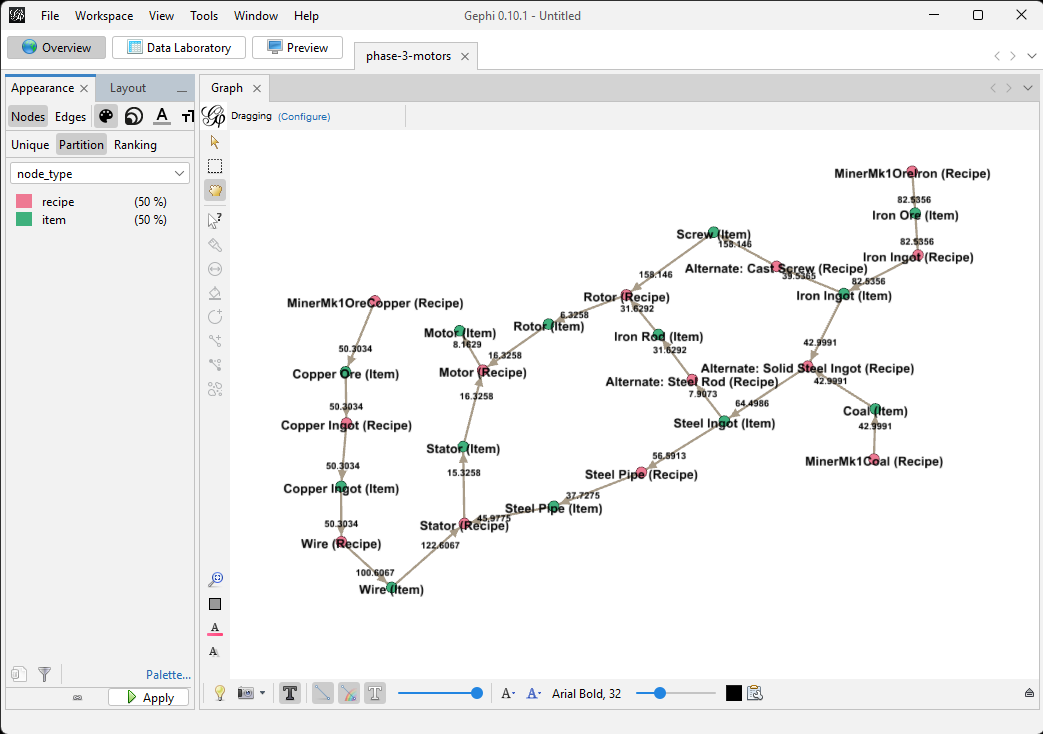 File Workspace View Tools Window Help Gephi 0.10.1 - Untitled
Overview Data Laboratory Preview phase-3-motors
Appearance Layout Graph
Nodes Edges Dragging (Configure)
Unique Partition Ranking
node_type
recipe (50 %)
item (50 %)
MinerMk1OreIron (Recipe)
82.5356
Iron Ore (Item)
Screw (Item)
158.146
82.5356
Iron Ingot (Recipe)
Alternate: Cast Screw (Recipe)
158.146
39.5365
82.5356
Iron Ingot (Item)
Rotor (Recipe)
MinerMk1OreCopper (Recipe)
31.6292
6.3258
Rotor (Item)
Motor (Item)
8.1629
Iron Rod (Item)
31.6292
42.9991
50.3034
16.3258
Copper Ore (Item)
Motor (Recipe)
Alternate: Solid Steel Ingot (Recipe)
42.9991
Alternate: Steel Rod (Recipe)
7.9073
16.3258
64.4986
50.3034
Coal (Item)
Copper Ingot (Recipe)
Steel Ingot (Item)
42.9991
Stator (Item)
56.5913
MinerMk1Coal (Recipe)
50.3034
15.3258
Steel Pipe (Recipe)
Copper Ingot (Item)
37.7275
Steel Pipe (Item)
50.3034
Stator (Recipe)
45.9775
Wire (Recipe)
122.6067
100.6067
Wire (Item)
Palette...
Apply
Arial Bold, 32